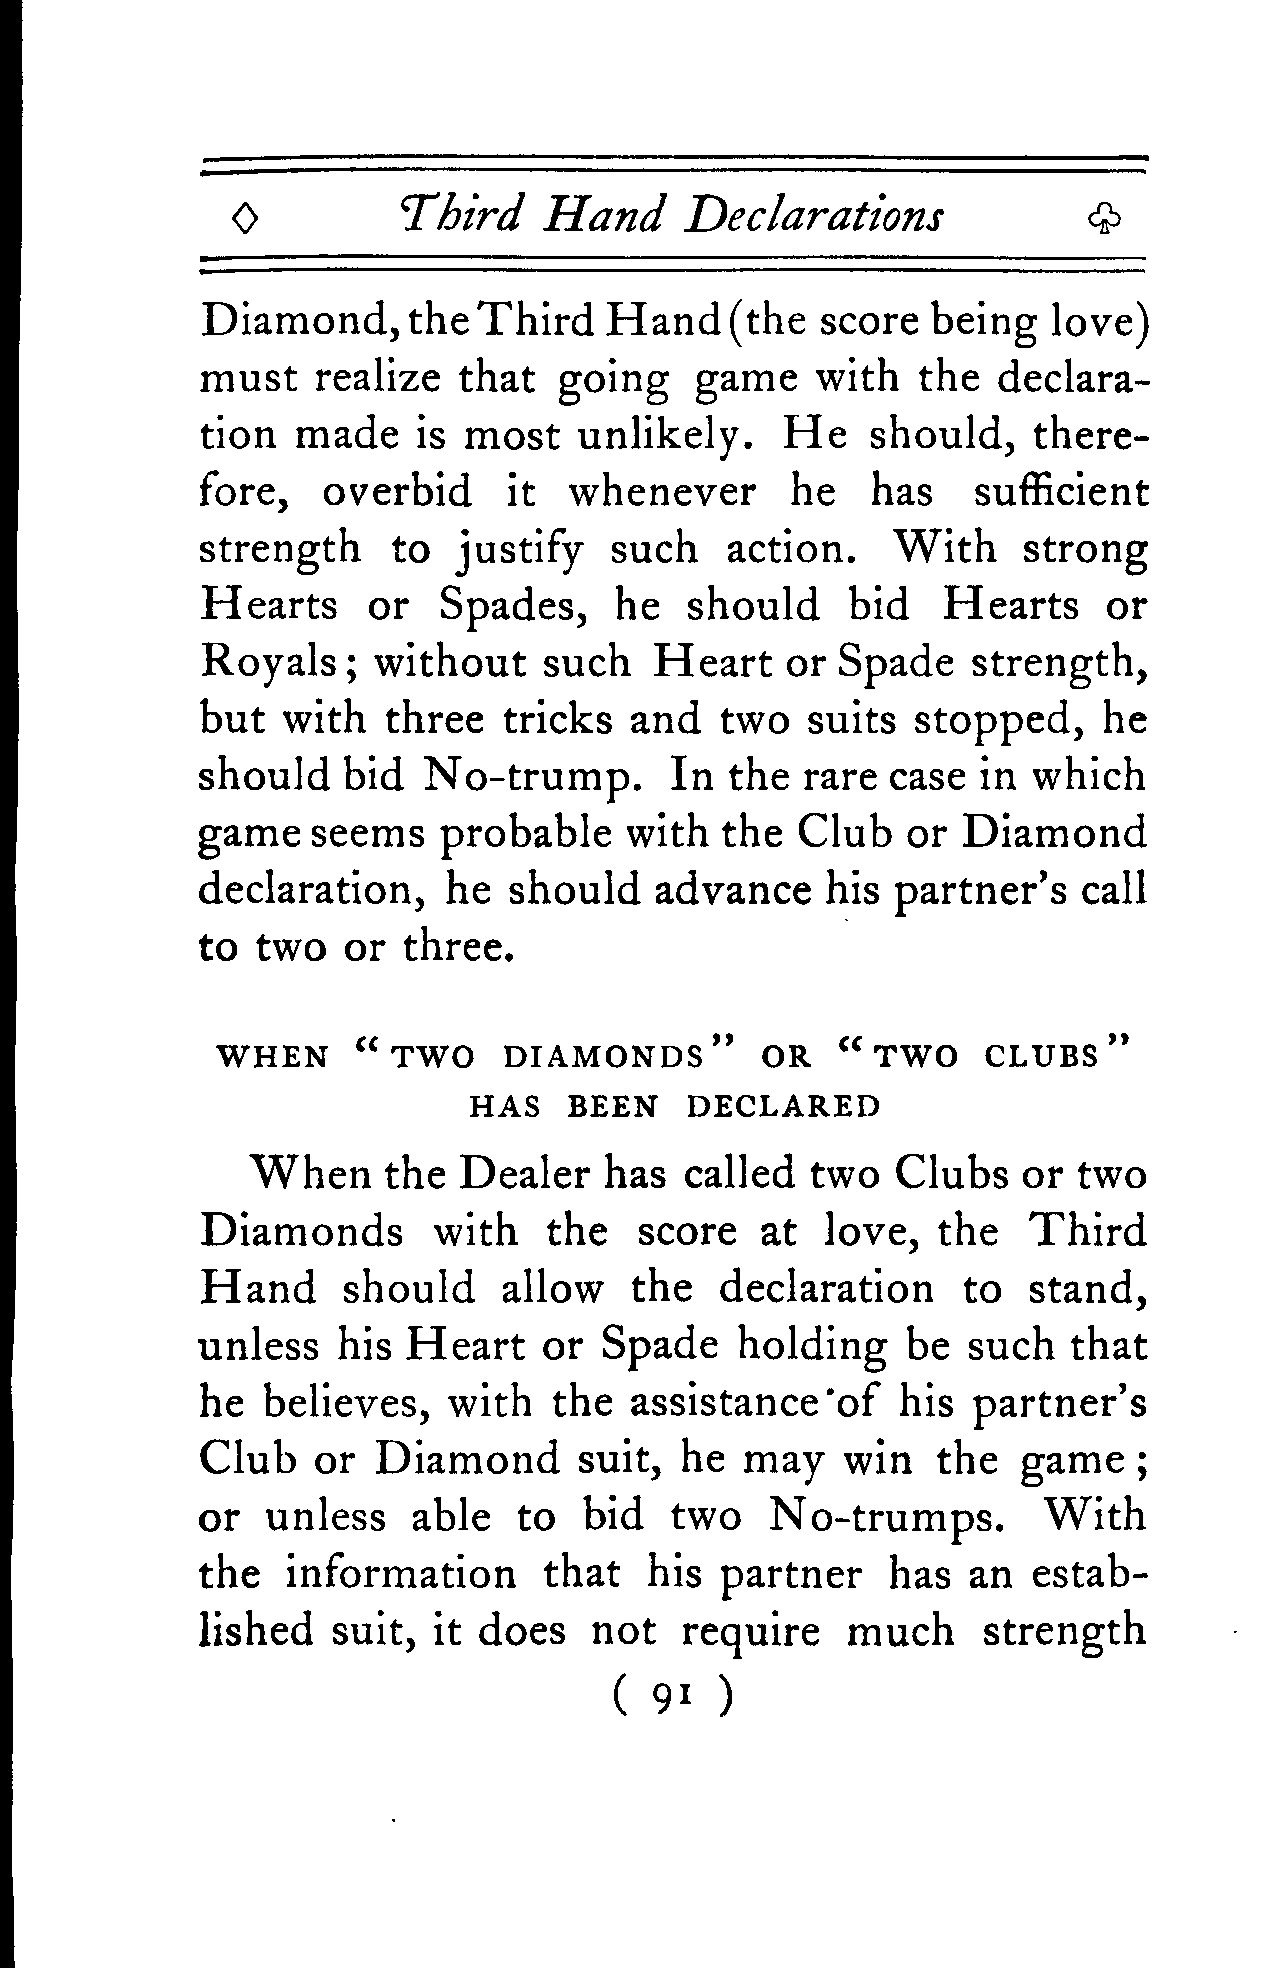 ◇ Third Hand Declarations ♧
Diamond, the Third Hand (the score being love)
must realize that going game with the declara-
tion made is most unlikely. He should, there-
fore, overbid it whenever he has sufficient
strength to justify such action. With strong
Hearts or Spades, he should bid Hearts or
Royals; without such Heart or Spade strength,
but with three tricks and two suits stopped, he
should bid No-trump. In the rare case in which
game seems probable with the Club or Diamond
declaration, he should advance his partner's call
to two or three.
WHEN "TWO DIAMONDS" OR "TWO CLUBS"
HAS BEEN DECLARED
When the Dealer has called two Clubs or two
Diamonds with the score at love, the Third
Hand should allow the declaration to stand,
unless his Heart or Spade holding be such that
he believes, with the assistance of his partner's
Club or Diamond suit, he may win the game;
or unless able to bid two No-trumps. With
the information that his partner has an estab-
lished suit, it does not require much strength
( 91 )